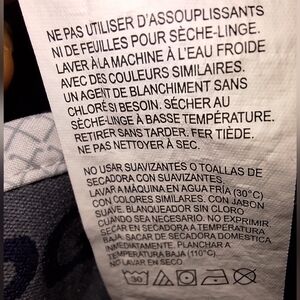 NE PAS UTILISER D'ASSOUPLISSANTS
NI DE FEUILLES POUR SÈCHE-LINGE.
LAVER À LA MACHINE À L'EAU FROIDE
AVEC DES COULEURS SIMILAIRES.
UN AGENT DE BLANCHIMENT SANS
CHLORE SI BESOIN. SÉCHER AU
SÈCHE-LINGE À BASSE TEMPÉRATURE.
RETIRER SANS TARDER. FER TIÈDE.
NE PAS NETTOYER À SEC.
NO USAR SUAVIZANTES O TOALLAS DE
SECADORA CON SUAVIZANTES.
LAVAR A MÁQUINA EN AGUA FRÍA (30°C)
CON COLORES SIMILARES. CON JABON
SUAVE. BLANQUEADOR SIN CLORO
CUANDO SEA NECESARIO. NO EXPRIMIR
SECAR EN SECADORA A TEMPERATURA
BAJA. SACAR DE SECADORA DOMESTICA
INMEDIATAMENTE. PLANCHAR A
TEMPERATURA BAJA (110°C).
NO LAVAR EN SECO.
30